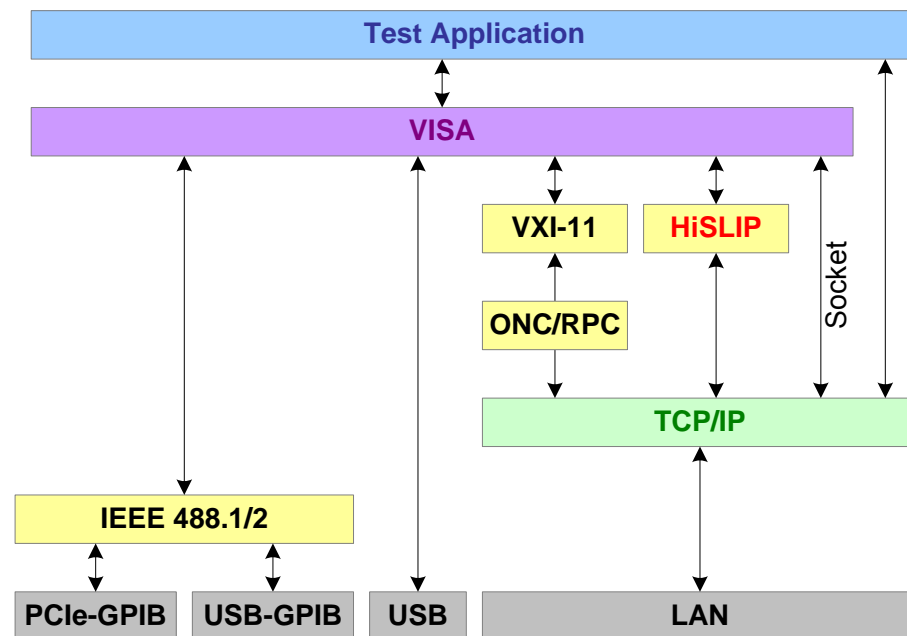 Test Application
VISA
VXI-11
HiSLIP
Socket
ONC/RPC
TCP/IP
IEEE 488.1/2
PCIe-GPIB
USB-GPIB
USB
LAN